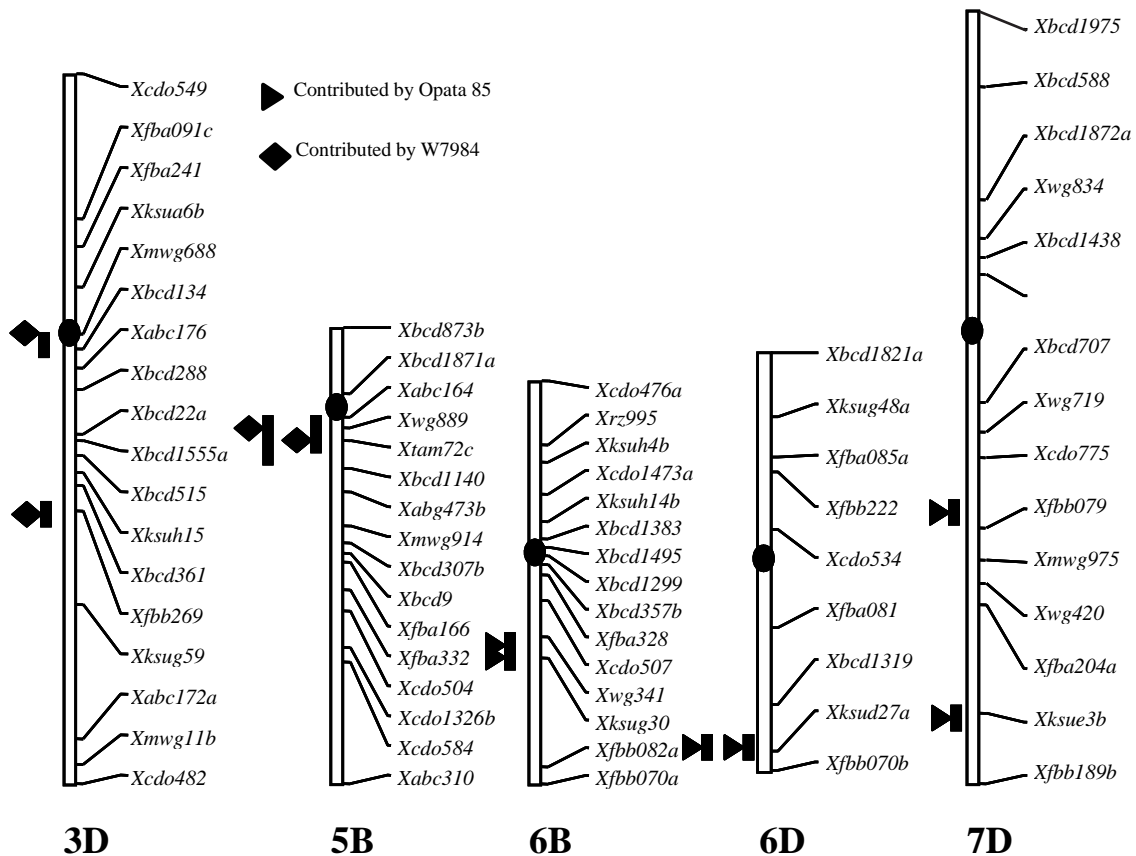 Contributed by Opata 85
Contributed by W7984
Xcdo549
Xfba091c
Xfba241
Xksua6b
Xmwg688
Xbcd134
Xabc176
Xbcd288
Xbcd22a
Xbcd1555a
Xbcd515
Xksuh15
Xbcd361
Xfbb269
Xksug59
Xabc172a
Xmwg11b
Xcdo482
3D
Xbcd873b
Xbcd1871a
Xabc164
Xwg889
Xtam72c
Xbcd1140
Xabg473b
Xmwg914
Xbcd307b
Xbcd9
Xfba166
Xfba332
Xcdo504
Xcdo1326b
Xcdo584
Xabc310
5B
Xcdo476a
Xrz995
Xksuh4b
Xcdo1473a
Xksuh14b
Xbcd1383
Xbcd1495
Xbcd1299
Xbcd357b
Xfba328
Xcdo507
Xwg341
Xksug30
Xfbb082a
Xfbb070a
6B
Xbcd1821a
Xksug48a
Xfba085a
Xfbb222
Xcdo534
Xfba081
Xbcd1319
Xksud27a
Xfbb070b
6D
Xbcd1975
Xbcd588
Xbcd1872a
Xwg834
Xbcd1438
Xbcd707
Xwg719
Xcdo775
Xfbb079
Xmwg975
Xwg420
Xfba204a
Xksue3b
Xfbb189b
7D